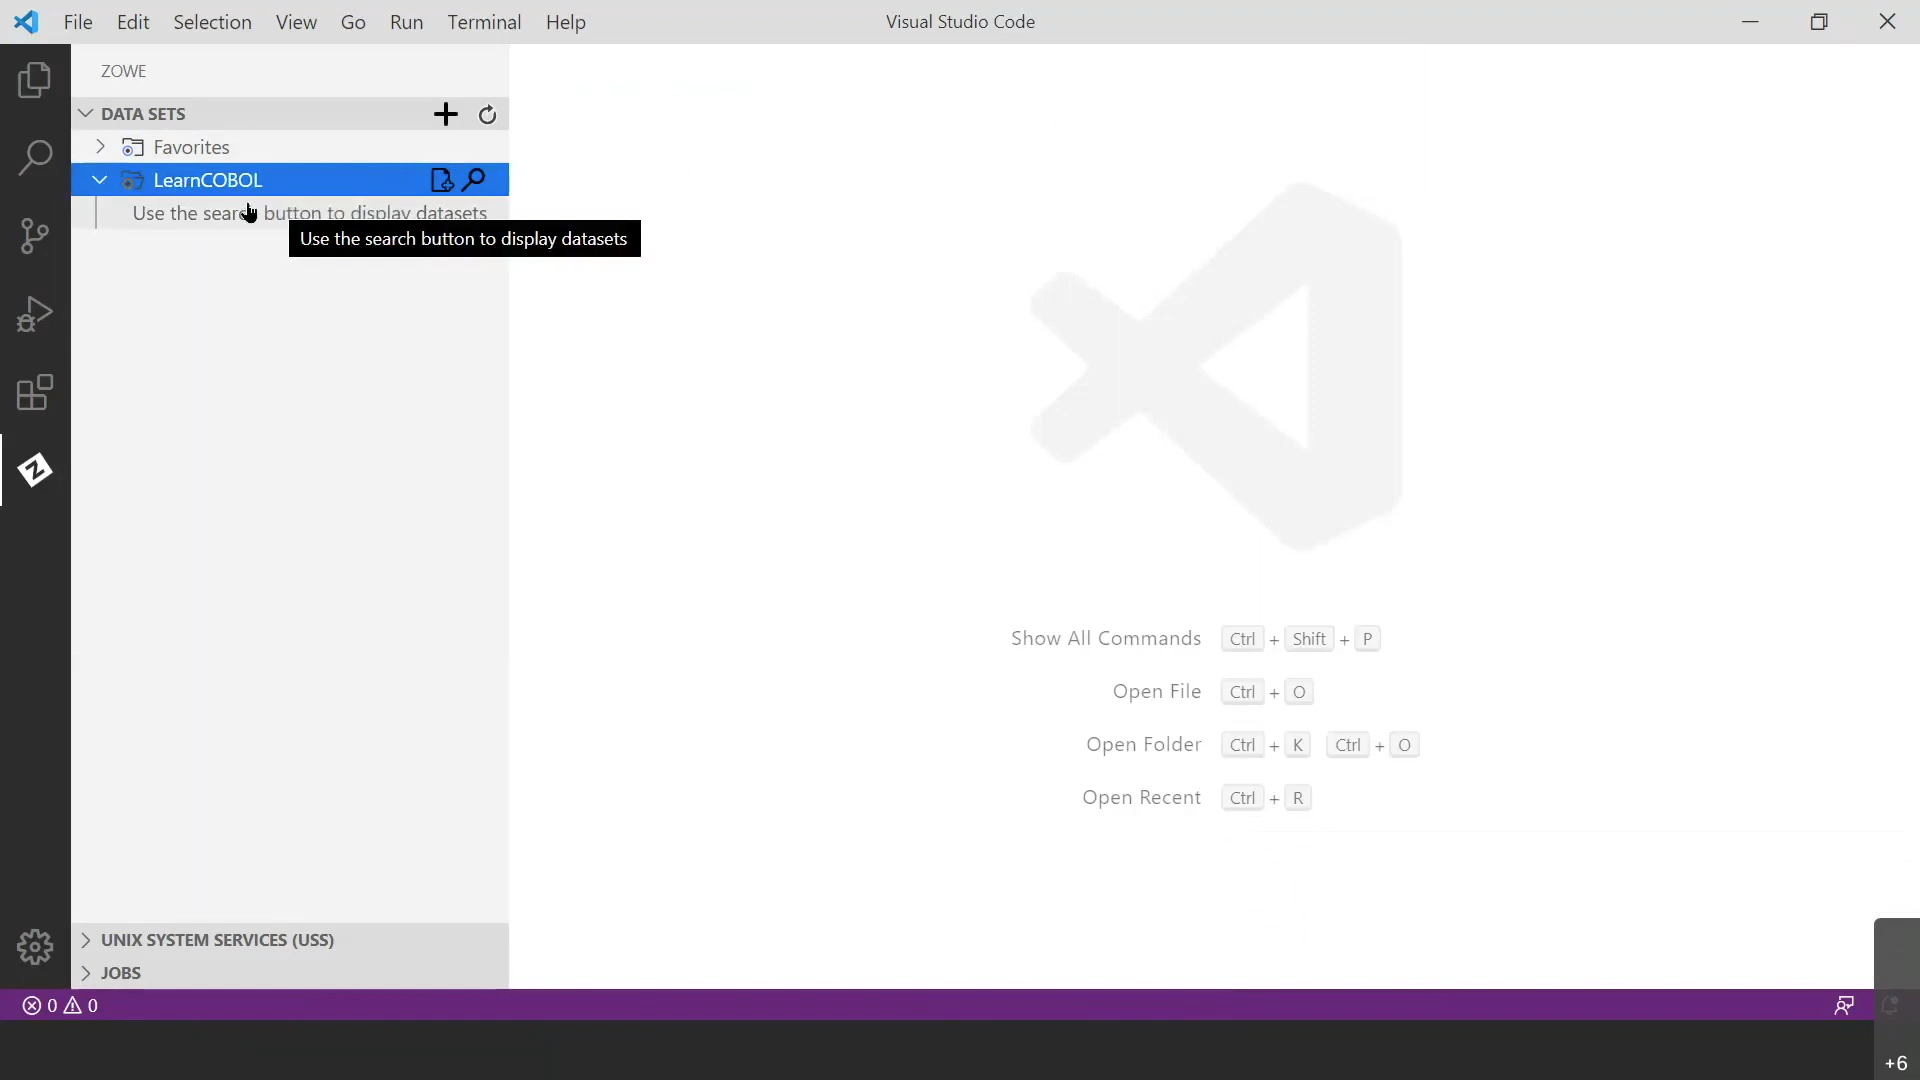 File Edit Selection View Go Run Terminal Help
Visual Studio Code
ZOWE
DATA SETS
Favorites
LearnCOBOL
Use the search button to display datasets
Use the search button to display datasets
Show All Commands Ctrl + Shift + P
Open File Ctrl + O
Open Folder Ctrl + K Ctrl + O
Open Recent Ctrl + R
UNIX SYSTEM SERVICES (USS)
JOBS
0 0
+6